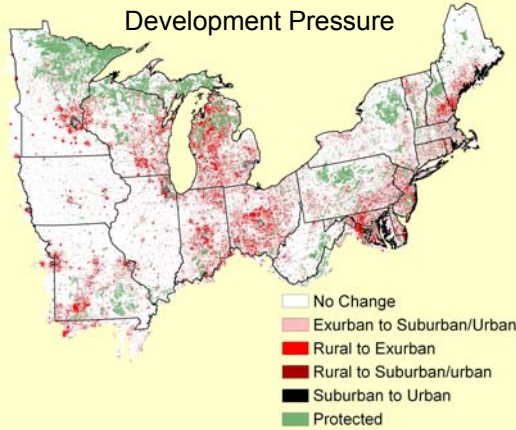 Development Pressure
No Change
Exurban to Suburban/Urban
Rural to Exurban
Rural to Suburban/urban
Suburban to Urban
Protected